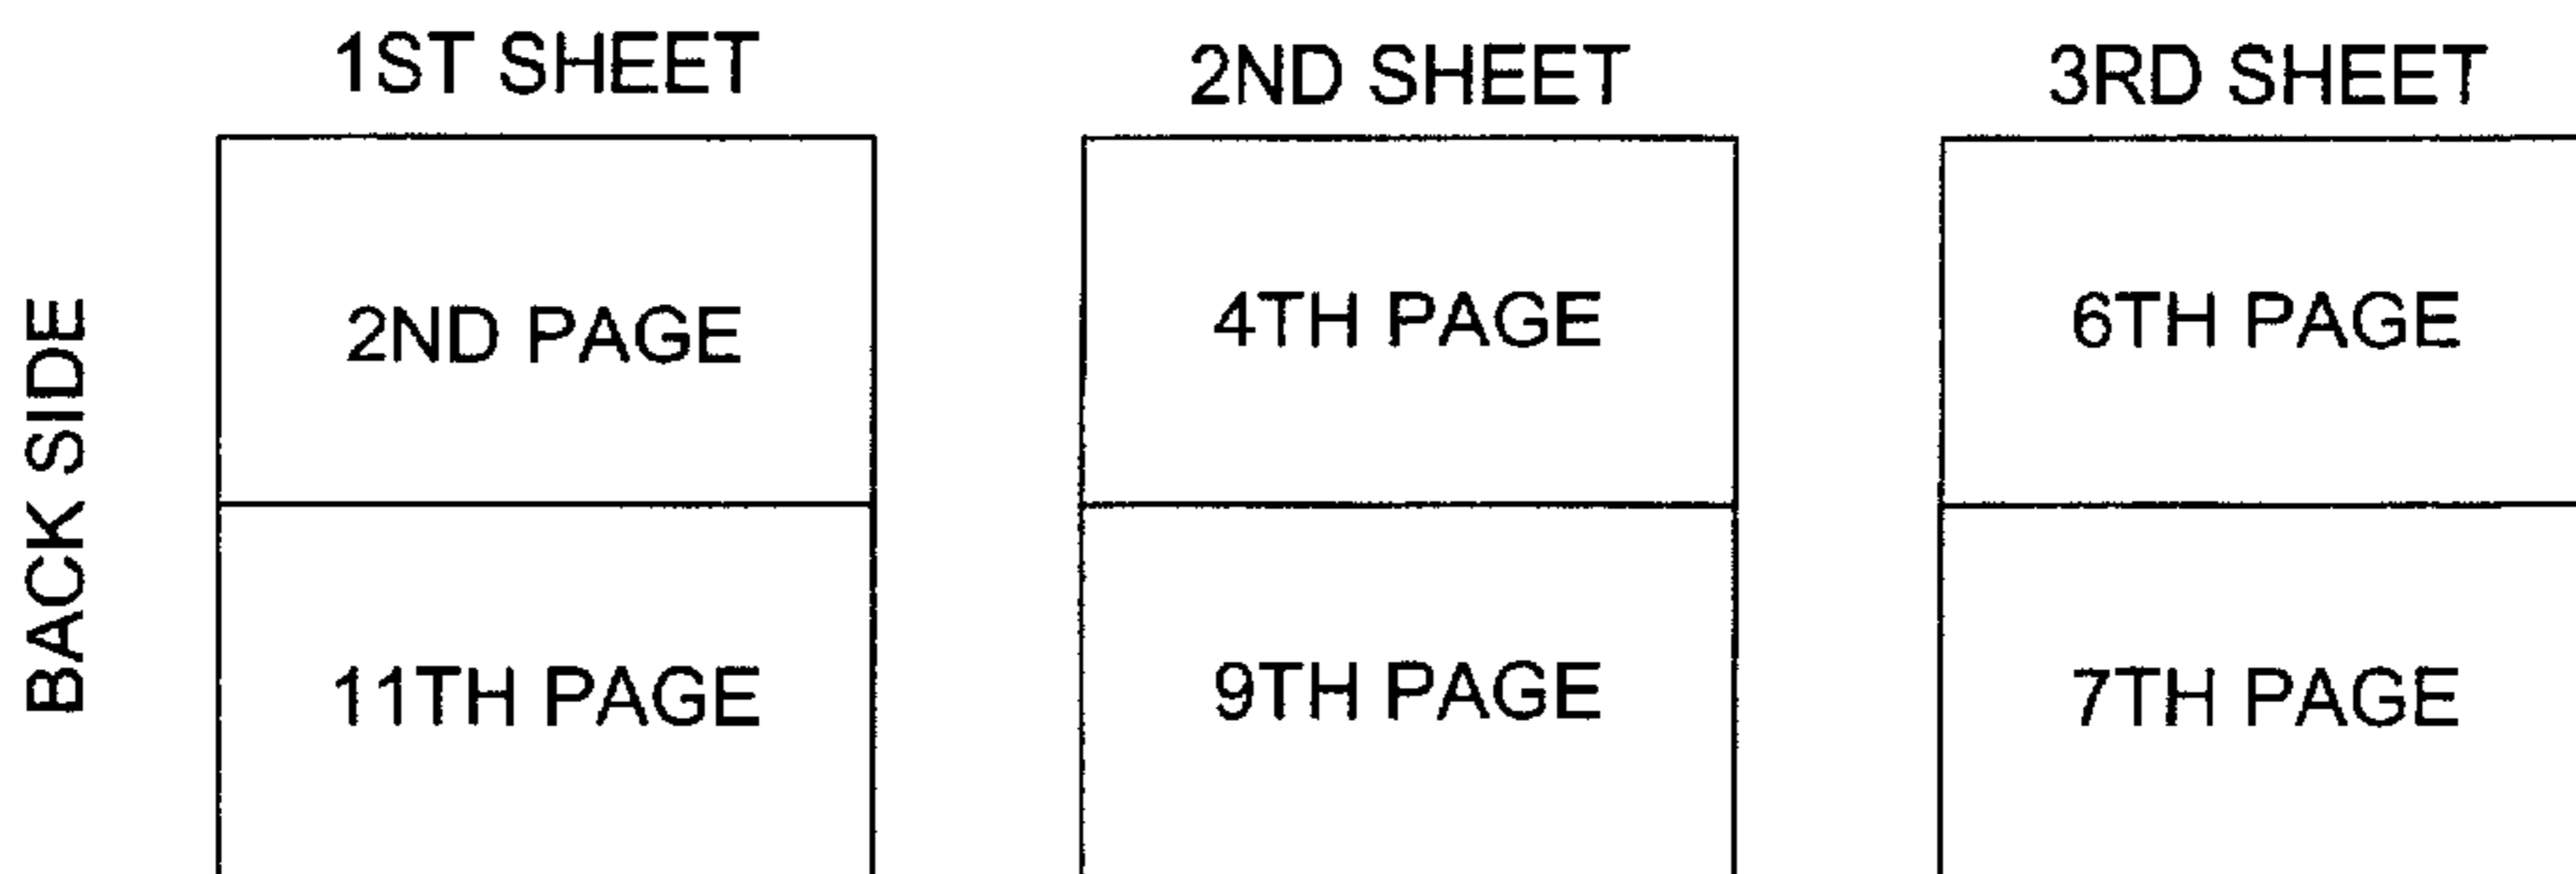 1ST SHEET
2ND SHEET
3RD SHEET
BACK SIDE
2ND PAGE
4TH PAGE
6TH PAGE
11TH PAGE
9TH PAGE
7TH PAGE